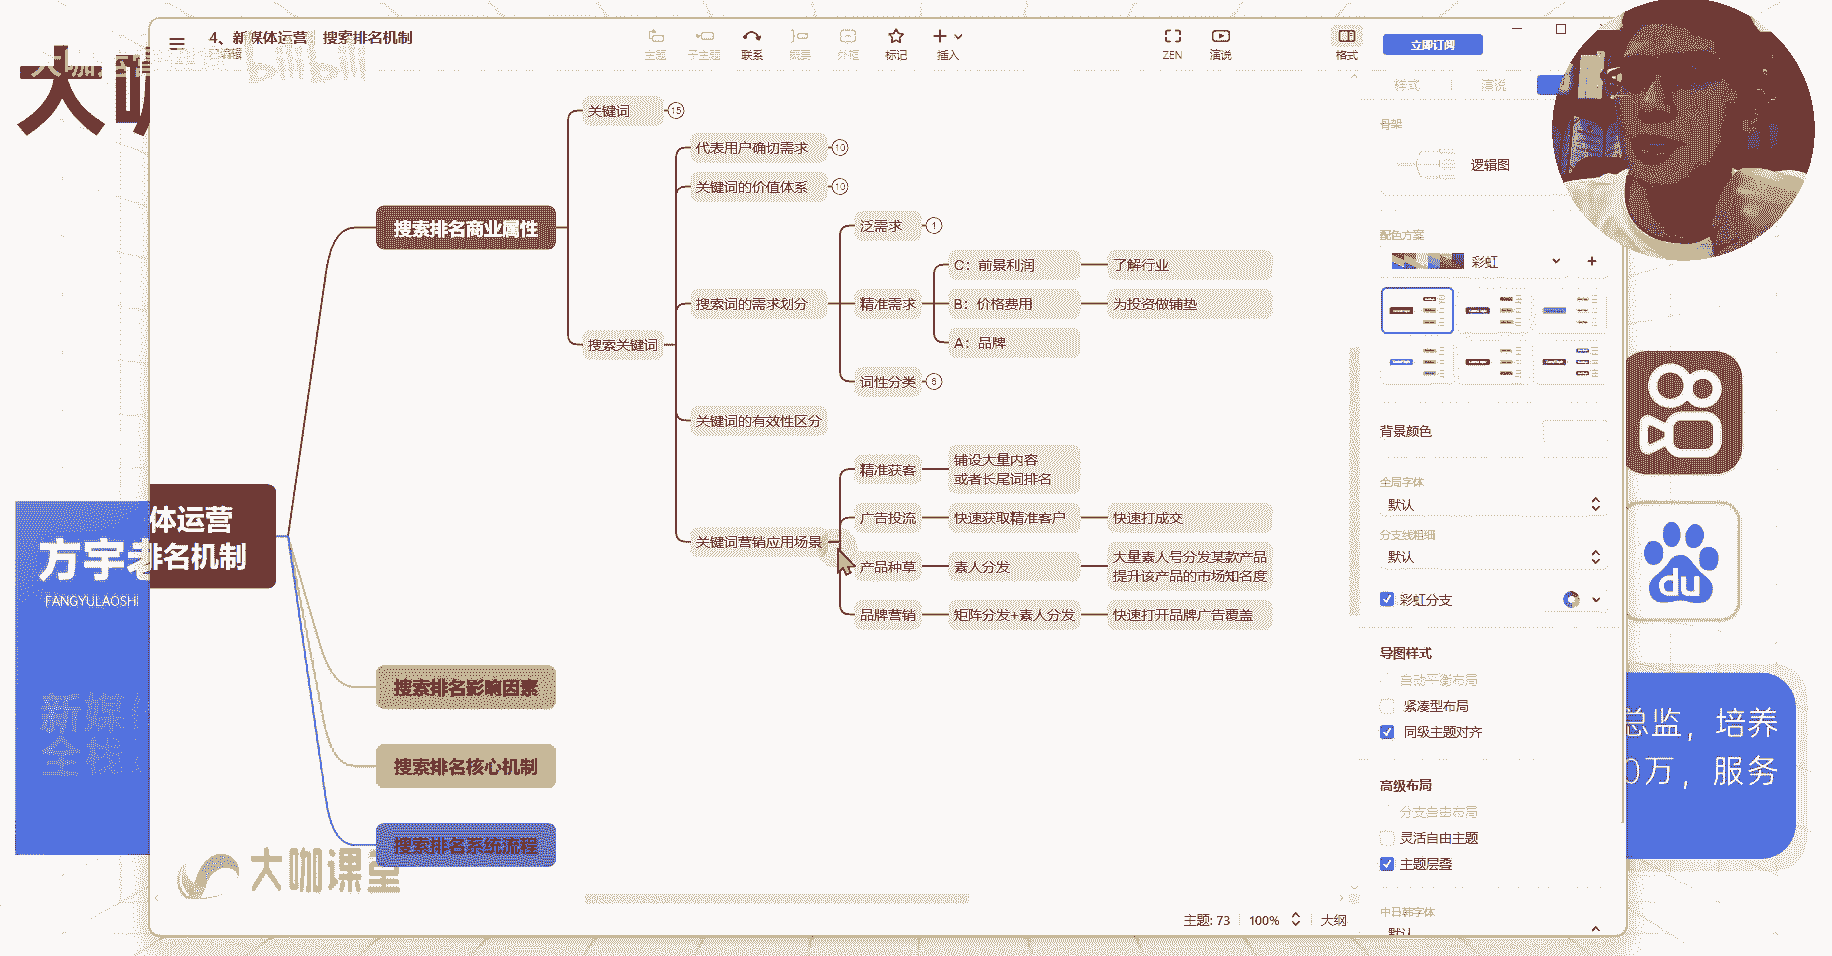 4、新媒体运营 搜索排名机制
已编辑
bilibili
主题
子主题
联系
概要
外框
标记
插入
ZEN
演说
格式
立即订阅
大咖
样式
演说
骨架
逻辑图
配色方案
彩虹
背景颜色
全局字体
默认
分支线粗细
默认
彩虹分支
导图样式
自动平衡布局
紧凑型布局
同级主题对齐
高级布局
分支自由布局
灵活自由主题
主题层叠
中日韩字体
默认
体运营
排名机制
搜索排名商业属性
关键词
15
搜索关键词
代表用户确切需求
10
关键词的价值体系
10
搜索词的需求划分
泛需求
1
精准需求
C：前景利润
了解行业
B：价格费用
为投资做铺垫
A：品牌
词性分类
6
关键词的有效性区分
关键词营销应用场景
精准获客
铺设大量内容
或者长尾词排名
广告投流
快速获取精准客户
快速打成交
产品种草
素人分发
大量素人号分发某款产品
提升该产品的市场知名度
品牌营销
矩阵分发+素人分发
快速打开品牌广告覆盖
搜索排名影响因素
搜索排名核心机制
搜索排名系统流程
方宇老
FANGYULAOSHI
新媒体
全栈
大咖课堂
du
总监，培养
0万，服务
主题: 73
100%
大纲